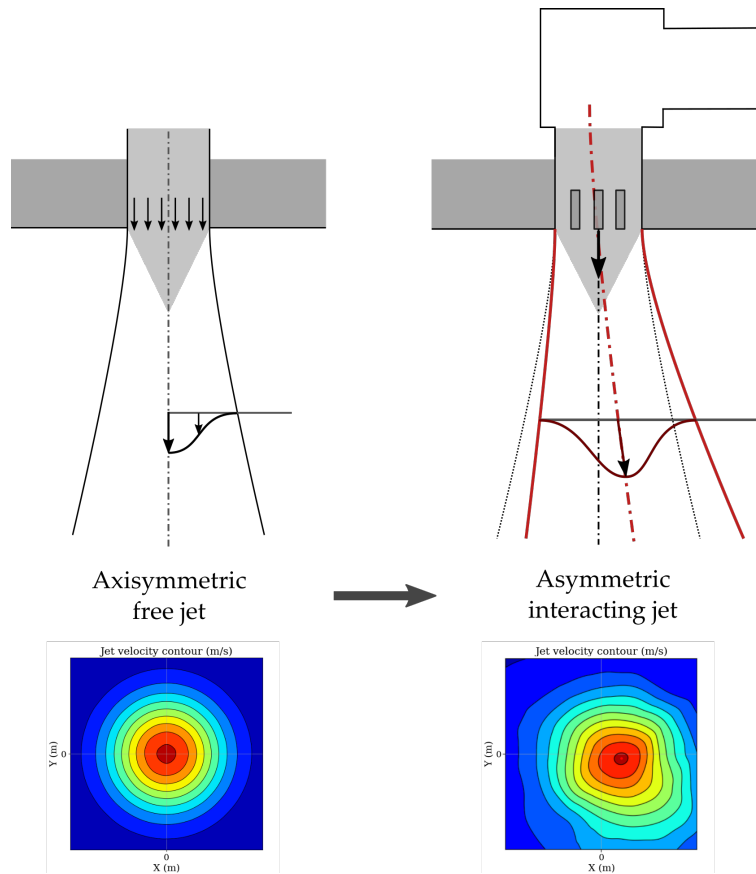 Axisymmetric
free jet
Asymmetric
interacting jet
Jet velocity contour (m/s)
Y (m)
0
0
X (m)
Jet velocity contour (m/s)
Y (m)
0
0
X (m)